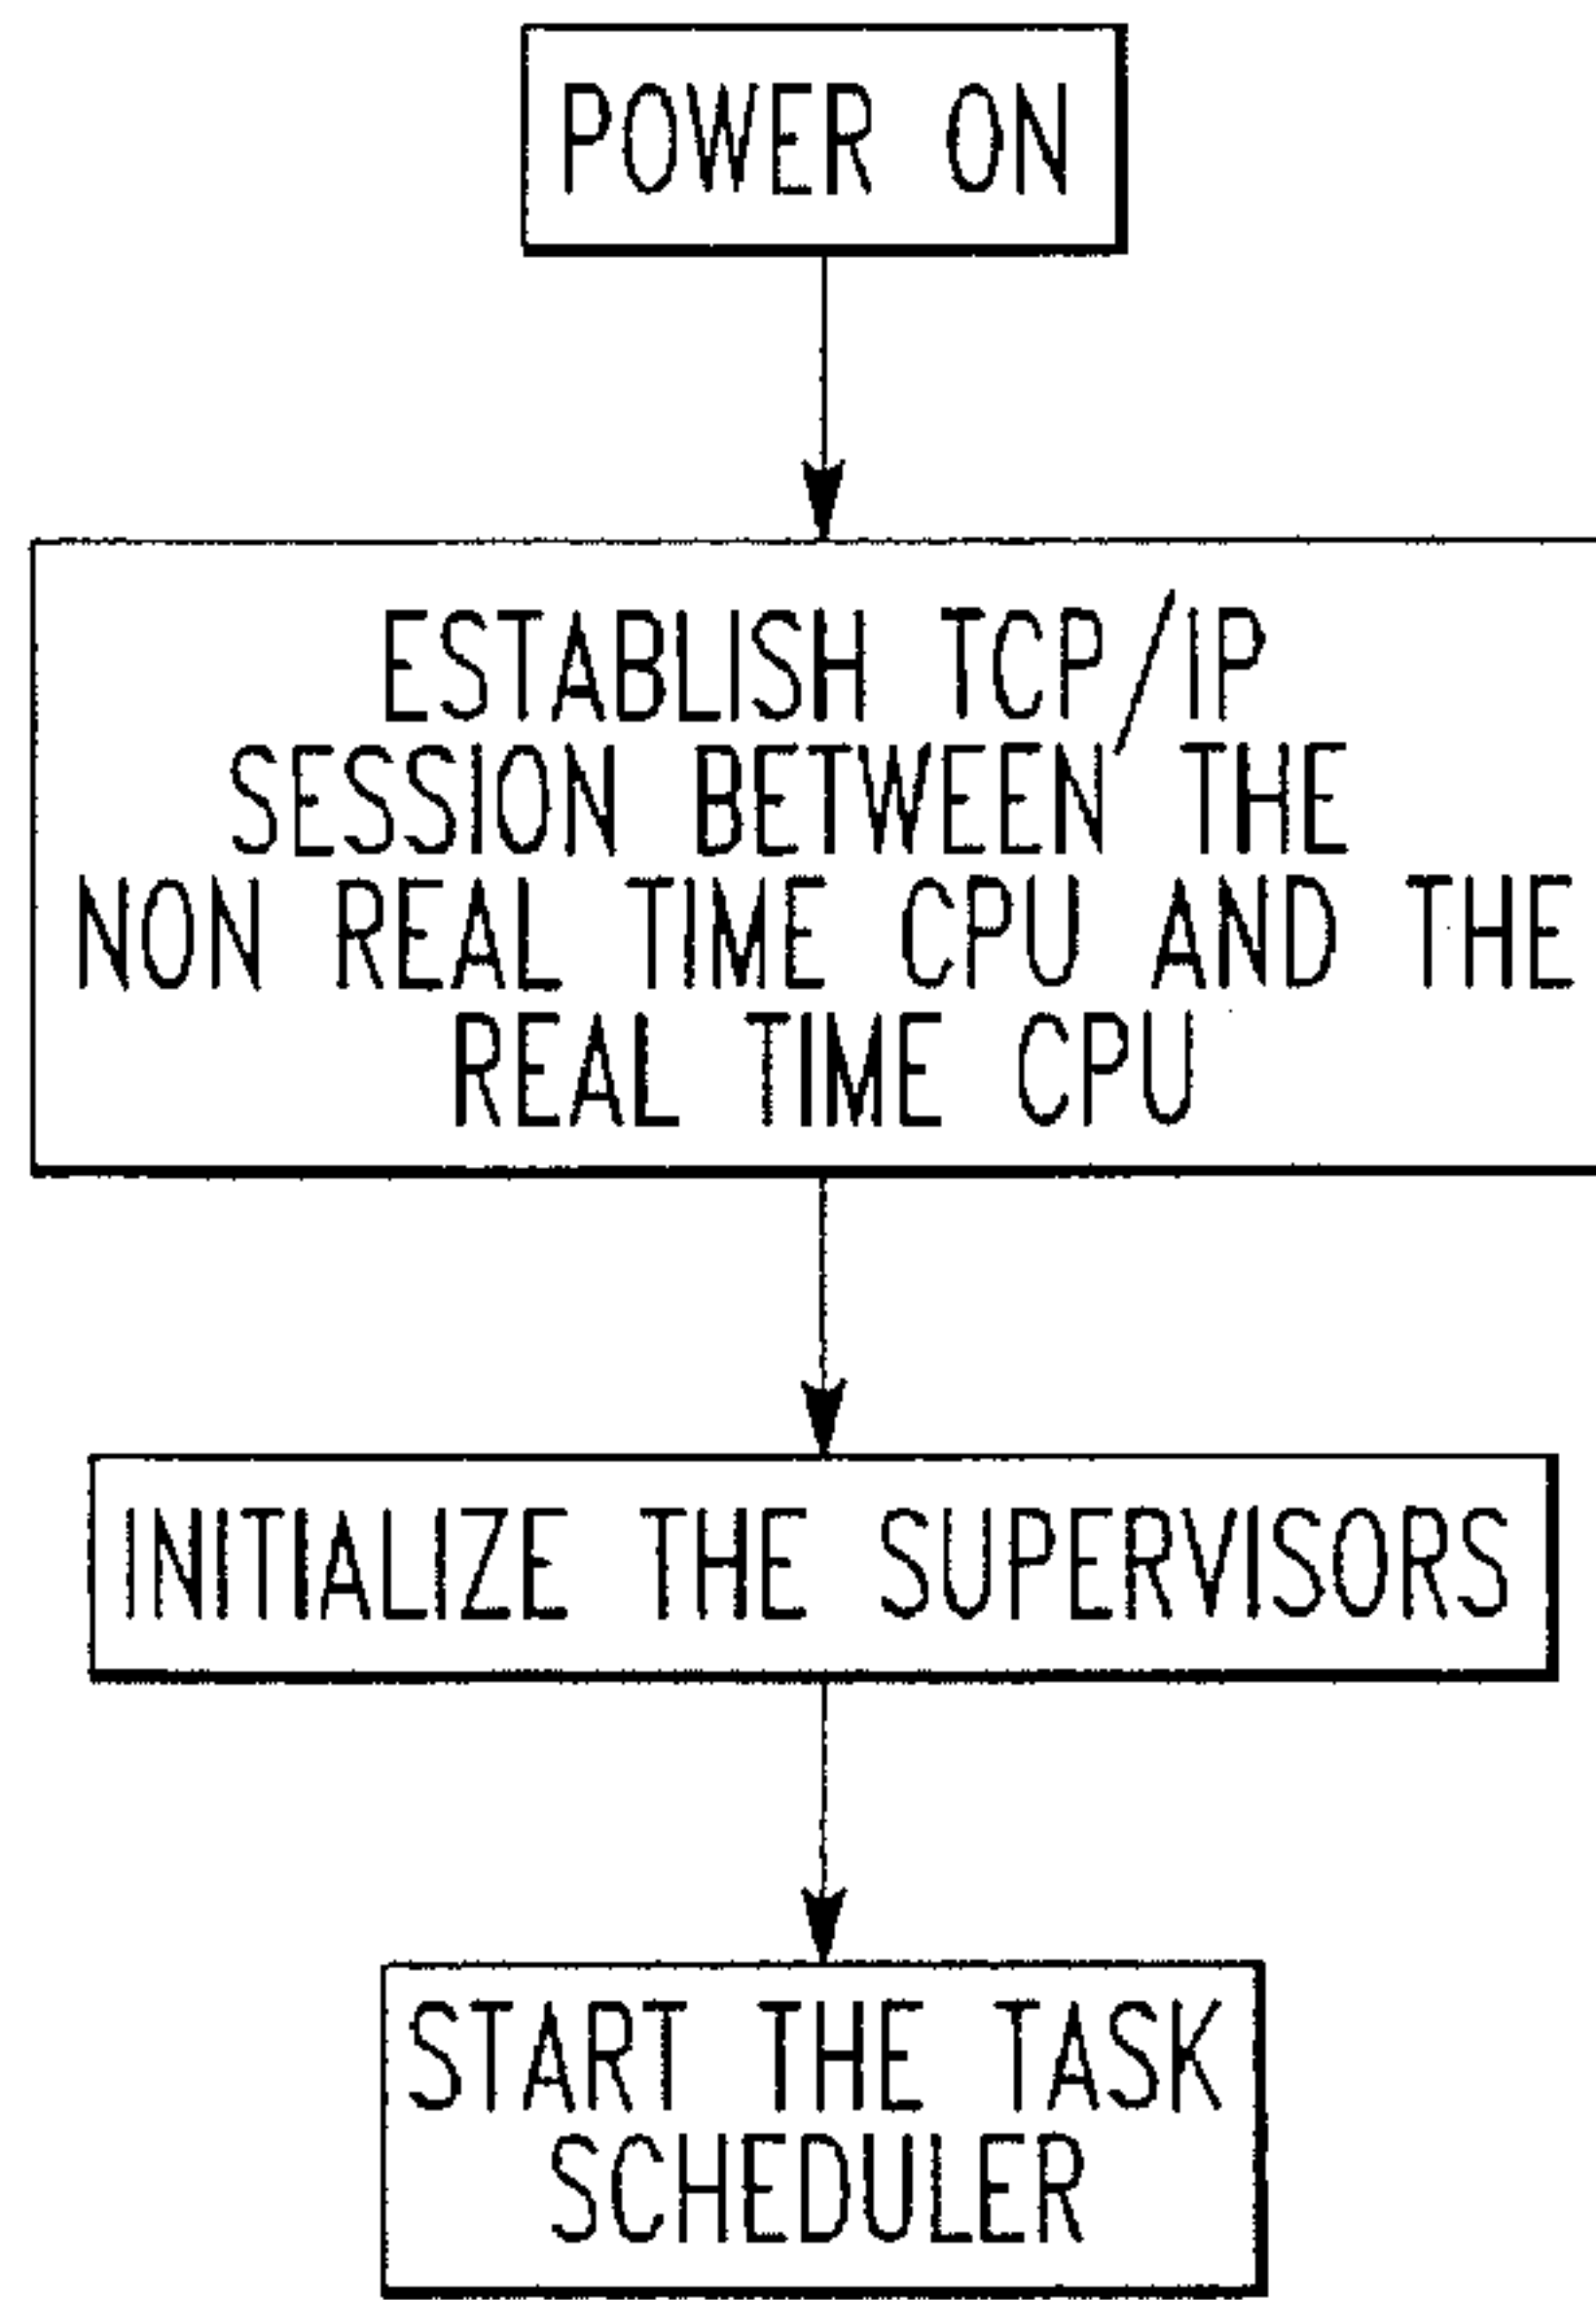 POWER ON
ESTABLISH TCP/IP
SESSION BETWEEN THE
NON REAL TIME CPU AND THE
REAL TIME CPU
INITIALIZE THE SUPERVISORS
START THE TASK
SCHEDULER